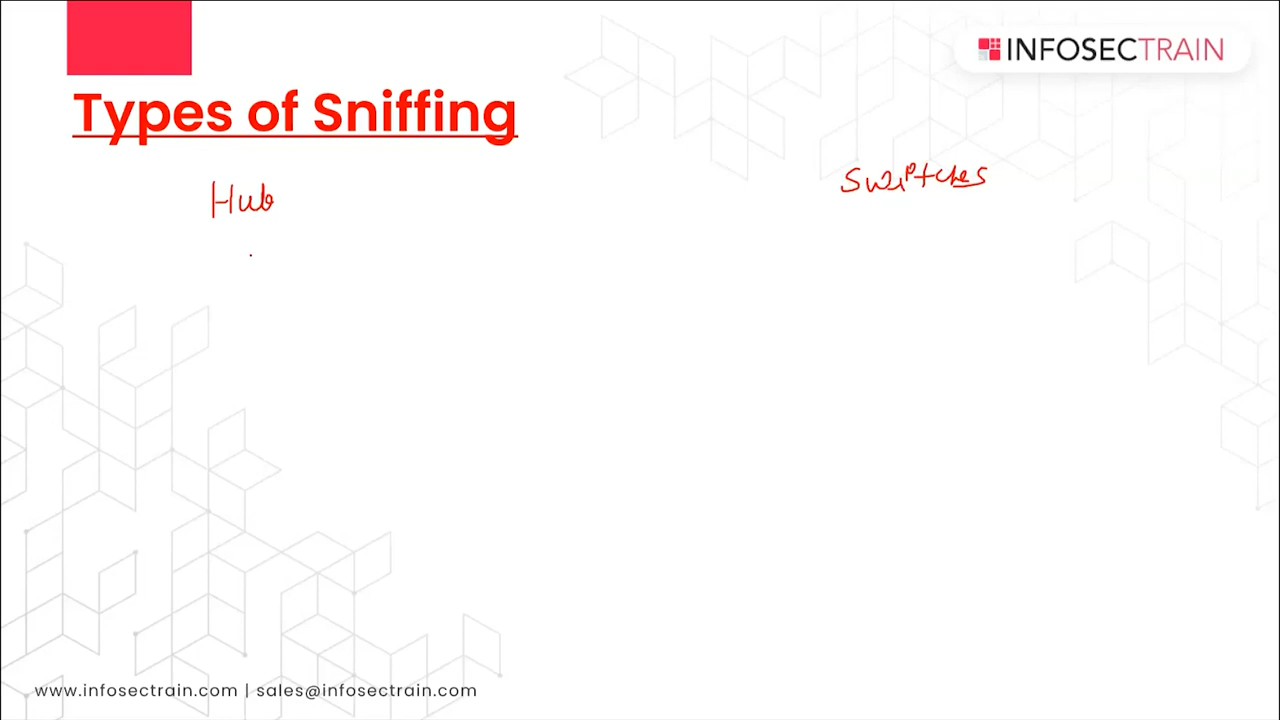 INFOSECTRAIN
Types of Sniffing
Hub
Switches
www.infosectrain.com | sales@infosectrain.com